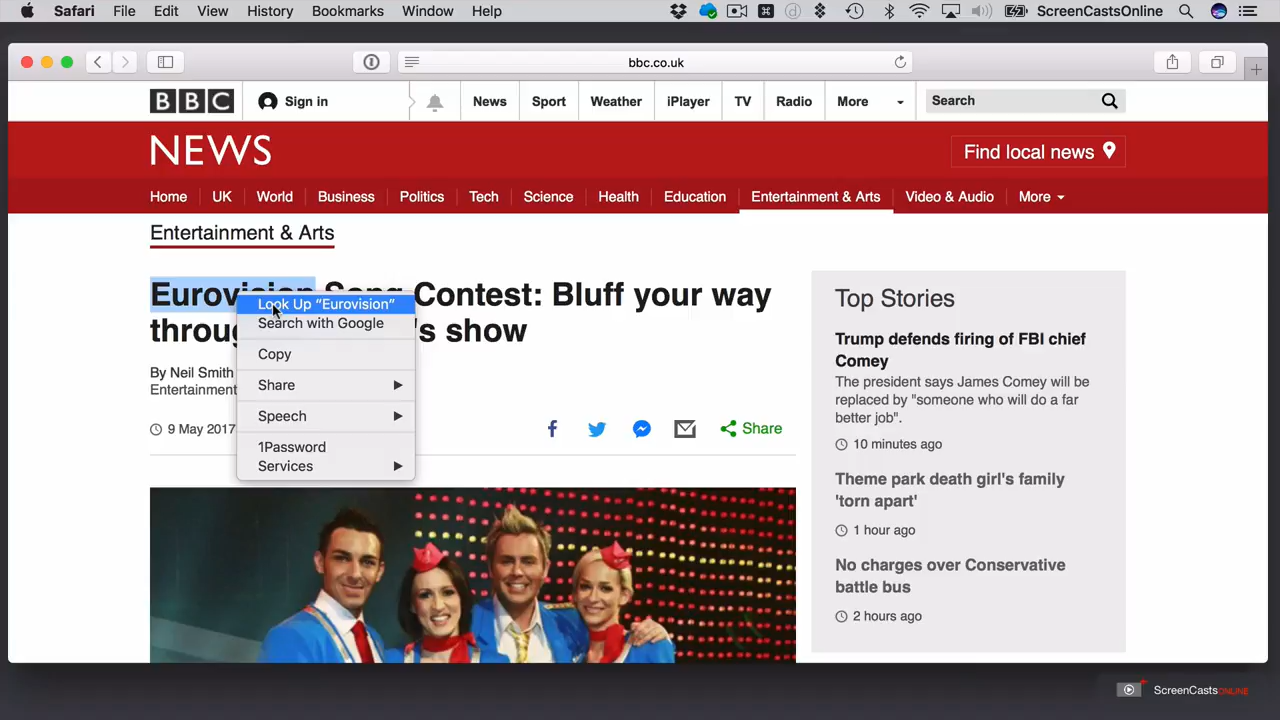 Safari File Edit View History Bookmarks Window Help ScreenCastsOnline
bbc.co.uk
BBC Sign in News Sport Weather iPlayer TV Radio More Search
NEWS Find local news
Home UK World Business Politics Tech Science Health Education Entertainment & Arts Video & Audio More
Entertainment & Arts
Eurovision Song Contest: Bluff your way
's show
By Neil Smith
Entertainment
9 May 2017
Share
Look Up “Eurovision”
Search with Google
Copy
Share
Speech
1Password
Services
Top Stories
Trump defends firing of FBI chief
Comey
The president says James Comey will be
replaced by "someone who will do a far
better job".
10 minutes ago
Theme park death girl's family
'torn apart'
1 hour ago
No charges over Conservative
battle bus
2 hours ago
ScreenCastsONLINE